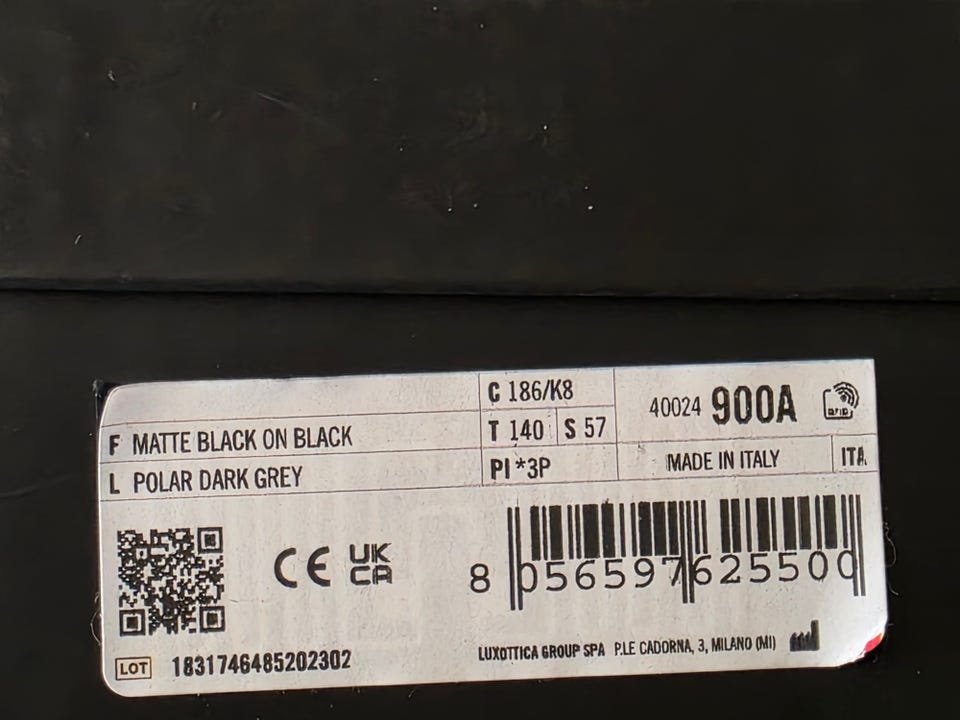 C 186/K8
40024 900A
RFID
F MATTE BLACK ON BLACK
T 140 S 57
L POLAR DARK GREY
PI *3P
MADE IN ITALY ITA
CE UK
CA
8 056597 625500
LOT 1831746485202302
LUXOTTICA GROUP SPA P.LE CADORNA, 3, MILANO (MI)